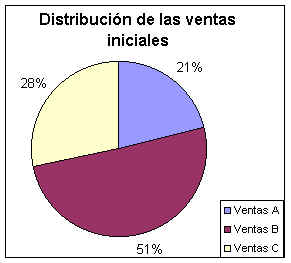 Distribución de las ventas
iniciales
21%
28%
51%
Ventas A
Ventas B
Ventas C